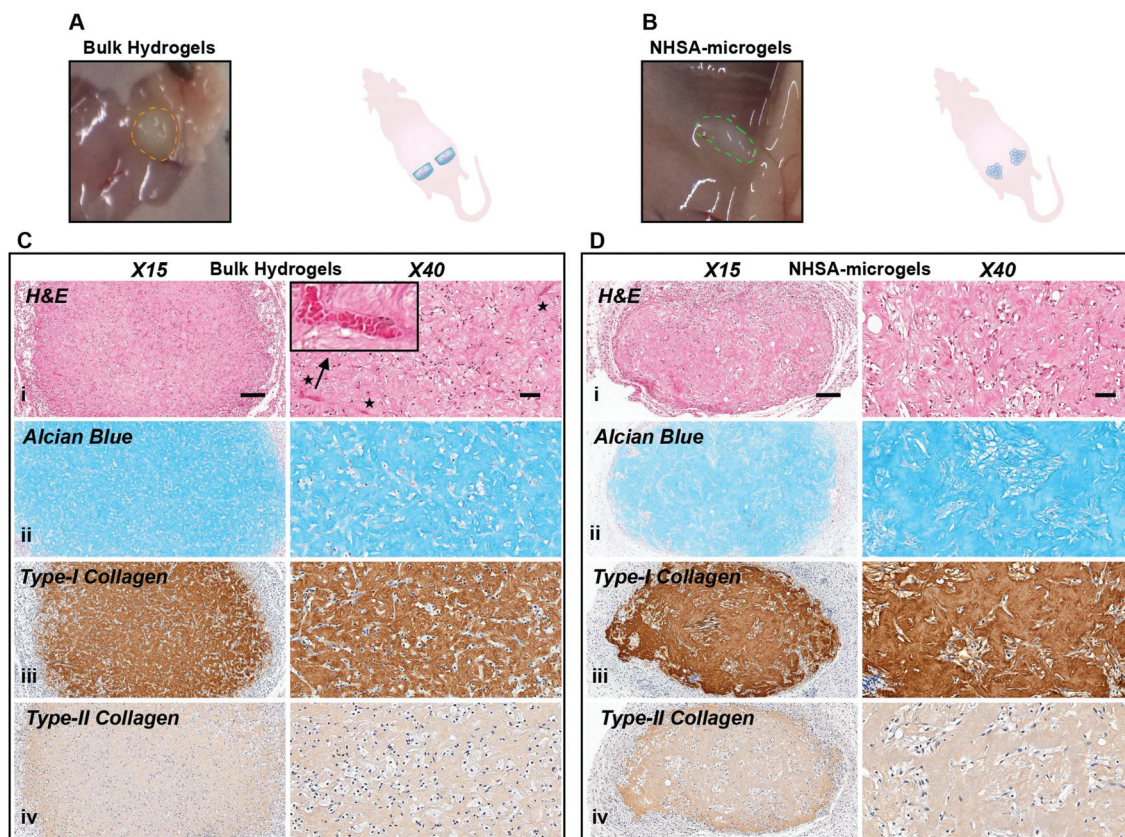 A
Bulk Hydrogels
B
NHSA-microgels
C
X15 Bulk Hydrogels X40
H&E
i
Alcian Blue
ii
Type-I Collagen
iii
Type-II Collagen
iv
D
X15 NHSA-microgels X40
H&E
i
Alcian Blue
ii
Type-I Collagen
iii
Type-II Collagen
iv